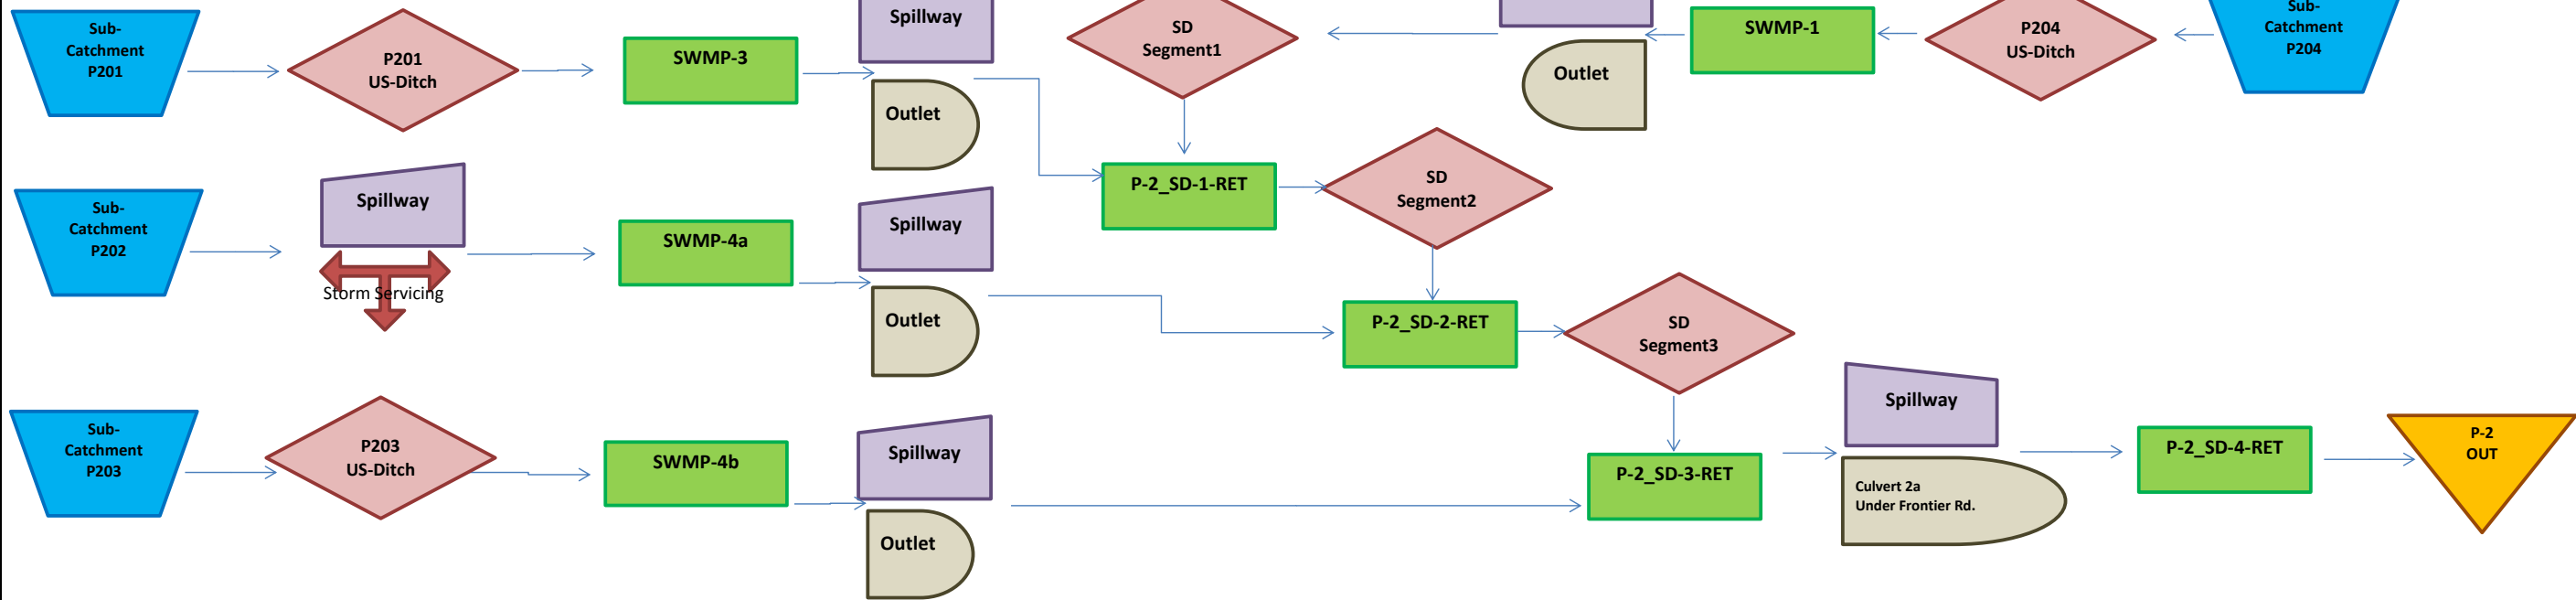 Sub-
Catchment
P201
P201
US-Ditch
SWMP-3
Spillway
Outlet
SD
Segment1
Outlet
SWMP-1
P204
US-Ditch
Sub-
Catchment
P204
Sub-
Catchment
P202
Spillway
Storm Servicing
SWMP-4a
Spillway
Outlet
P-2_SD-1-RET
SD
Segment2
P-2_SD-2-RET
SD
Segment3
Sub-
Catchment
P203
P203
US-Ditch
SWMP-4b
Spillway
Outlet
P-2_SD-3-RET
Spillway
Culvert 2a
Under Frontier Rd.
P-2_SD-4-RET
P-2
OUT